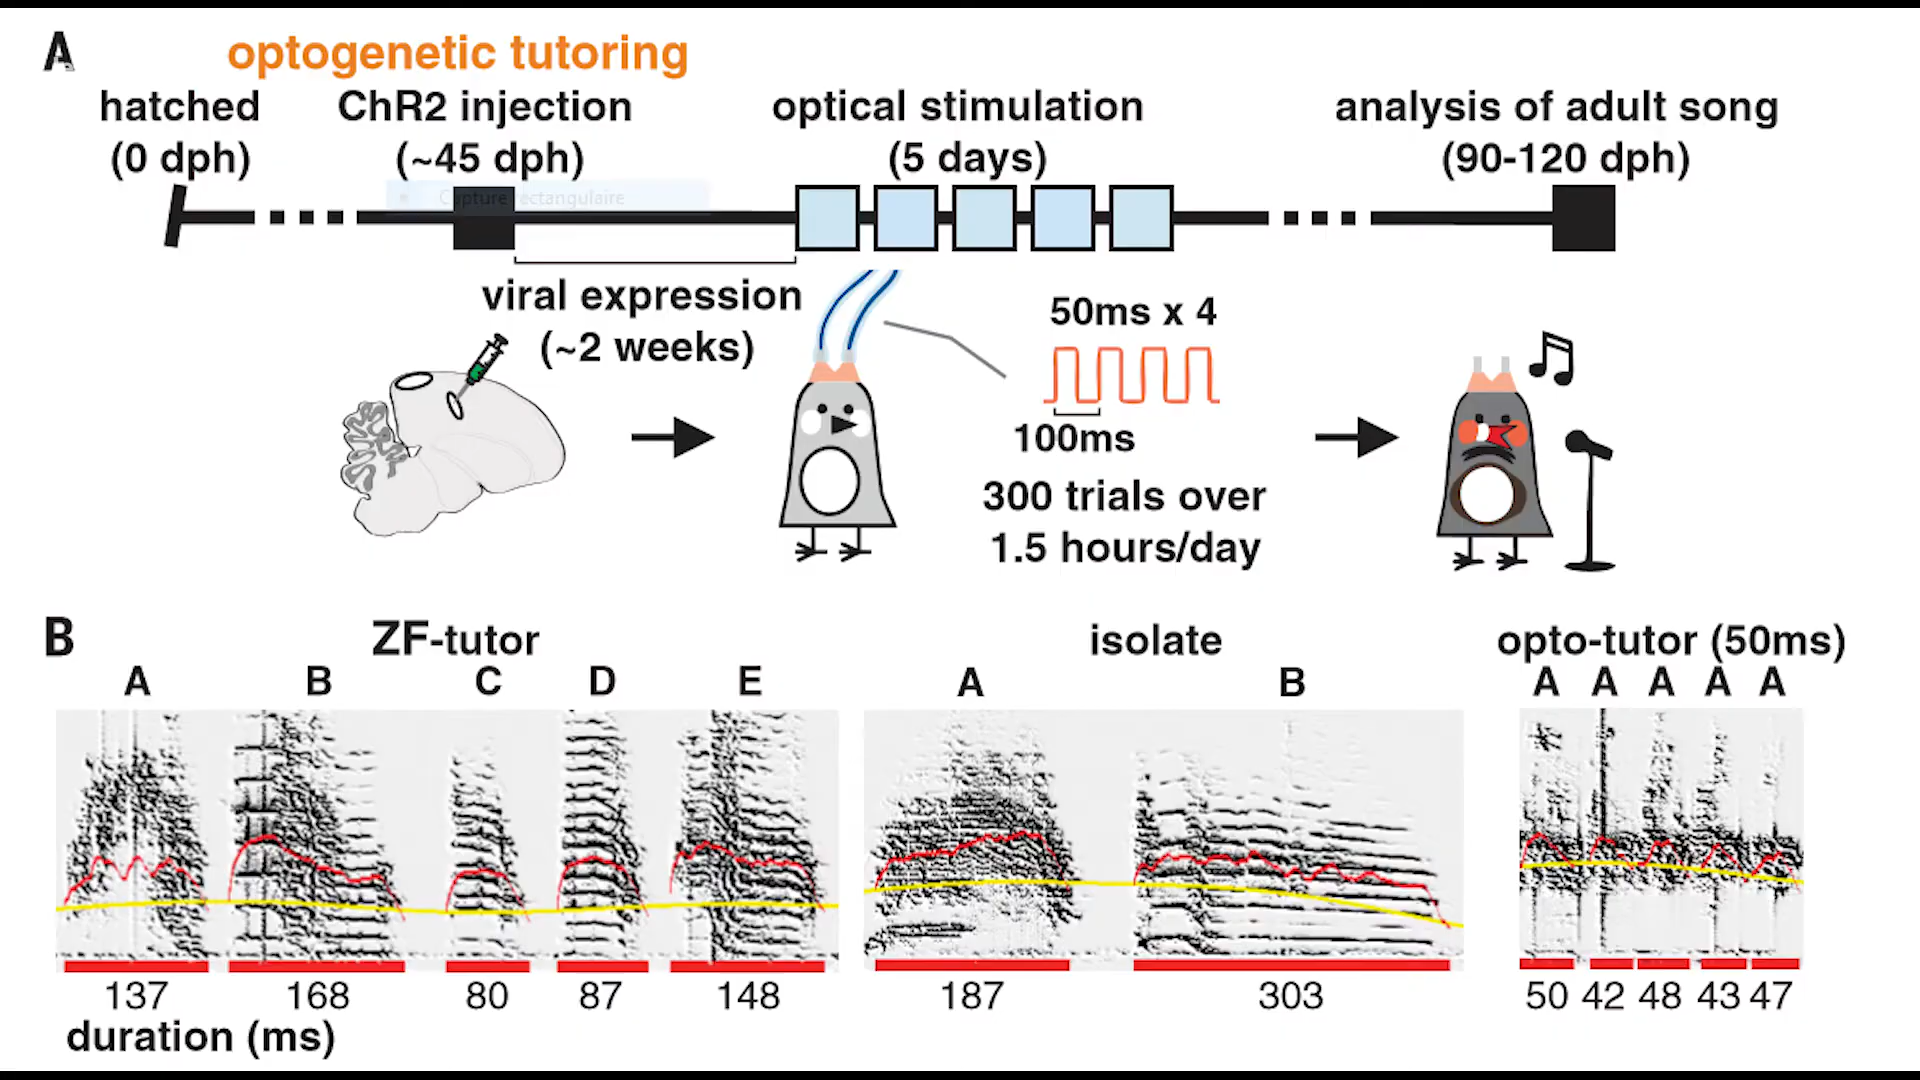 A
optogenetic tutoring
hatched
(0 dph)
ChR2 injection
(~45 dph)
optical stimulation
(5 days)
analysis of adult song
(90-120 dph)
Capture rectangulaire
viral expression
(~2 weeks)
50ms x 4
100ms
300 trials over
1.5 hours/day
B
ZF-tutor
isolate
opto-tutor (50ms)
A B C D E
A B
A A A A A
137 168 80 87 148
187 303
50 42 48 43 47
duration (ms)